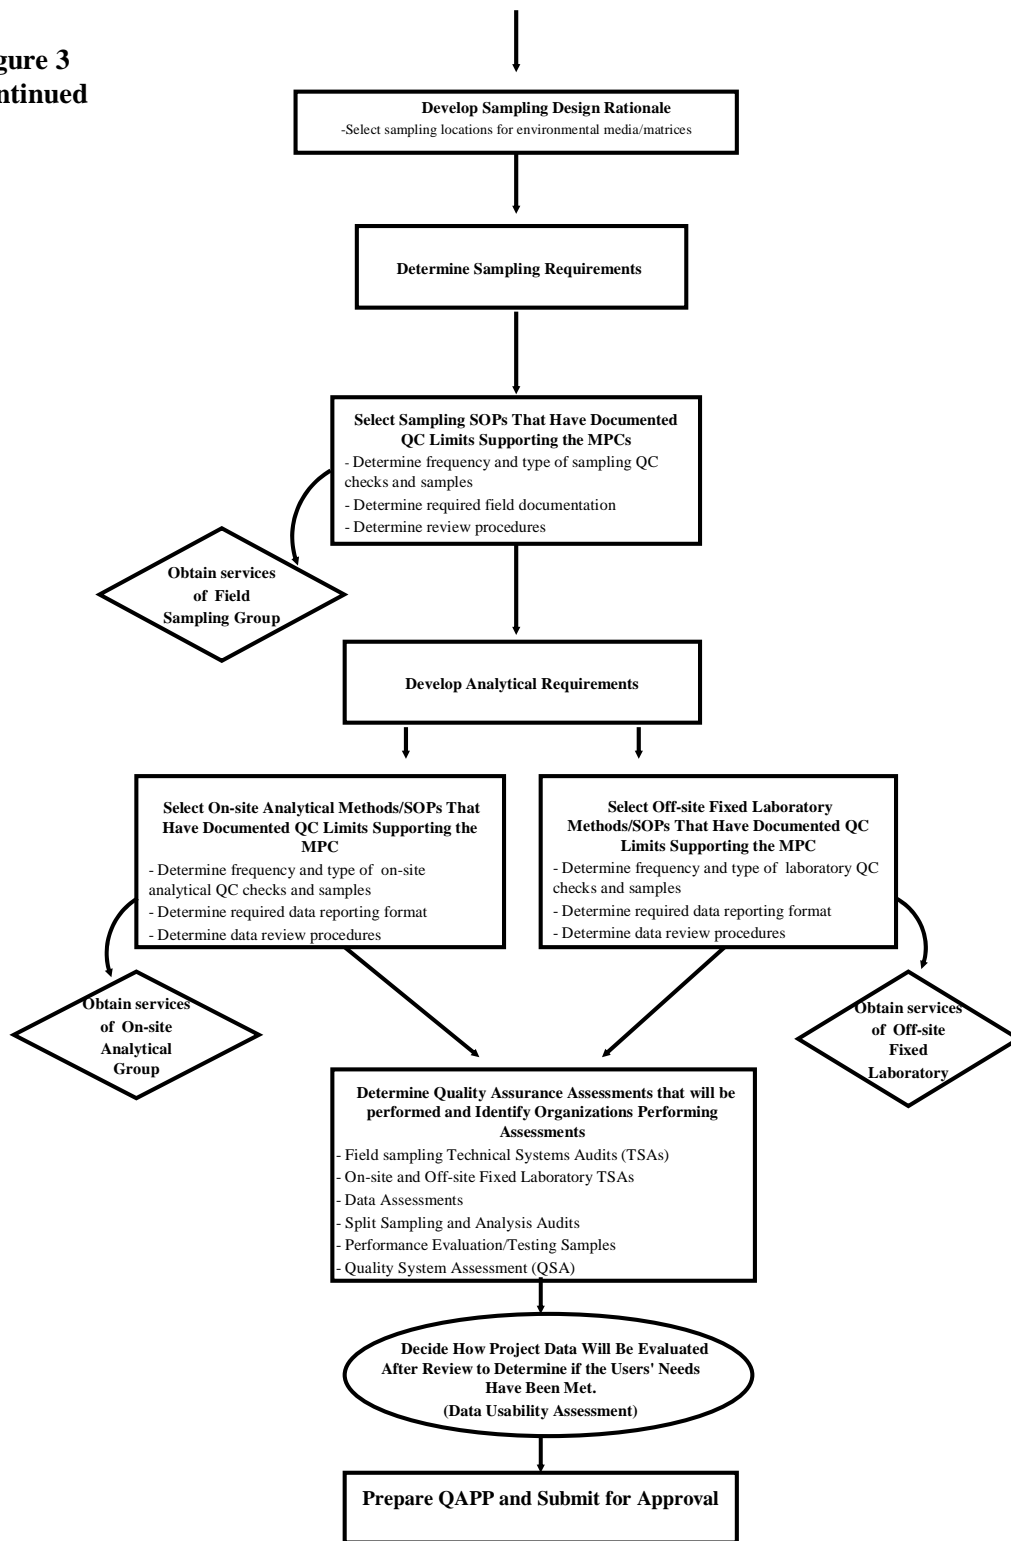 gure 3
ntinued
Develop Sampling Design Rationale
-Select sampling locations for environmental media/matrices
Determine Sampling Requirements
Select Sampling SOPs That Have Documented
QC Limits Supporting the MPCs
- Determine frequency and type of sampling QC
checks and samples
- Determine required field documentation
- Determine review procedures
Obtain services
of Field
Sampling Group
Develop Analytical Requirements
Select On-site Analytical Methods/SOPs That
Have Documented QC Limits Supporting the
MPC
- Determine frequency and type of on-site
analytical QC checks and samples
- Determine required data reporting format
- Determine data review procedures
Select Off-site Fixed Laboratory
Methods/SOPs That Have Documented QC
Limits Supporting the MPC
- Determine frequency and type of laboratory QC
checks and samples
- Determine required data reporting format
- Determine data review procedures
Obtain services
of On-site
Analytical
Group
Obtain services
of Off-site
Fixed
Laboratory
Determine Quality Assurance Assessments that will be
performed and Identify Organizations Performing
Assessments
- Field sampling Technical Systems Audits (TSAs)
- On-site and Off-site Fixed Laboratory TSAs
- Data Assessments
- Split Sampling and Analysis Audits
- Performance Evaluation/Testing Samples
- Quality System Assessment (QSA)
Decide How Project Data Will Be Evaluated
After Review to Determine if the Users' Needs
Have Been Met.
(Data Usability Assessment)
Prepare QAPP and Submit for Approval